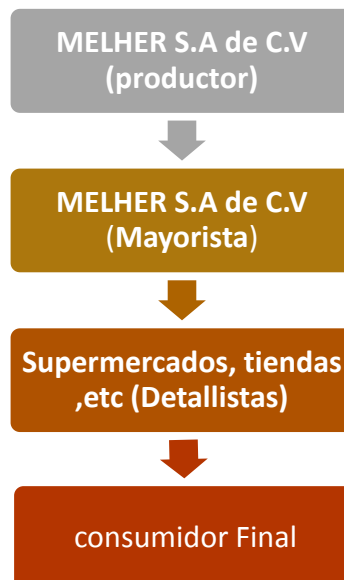 MELHER S.A de C.V
(productor)
MELHER S.A de C.V
(Mayorista)
Supermercados, tiendas
,etc (Detallistas)
consumidor Final